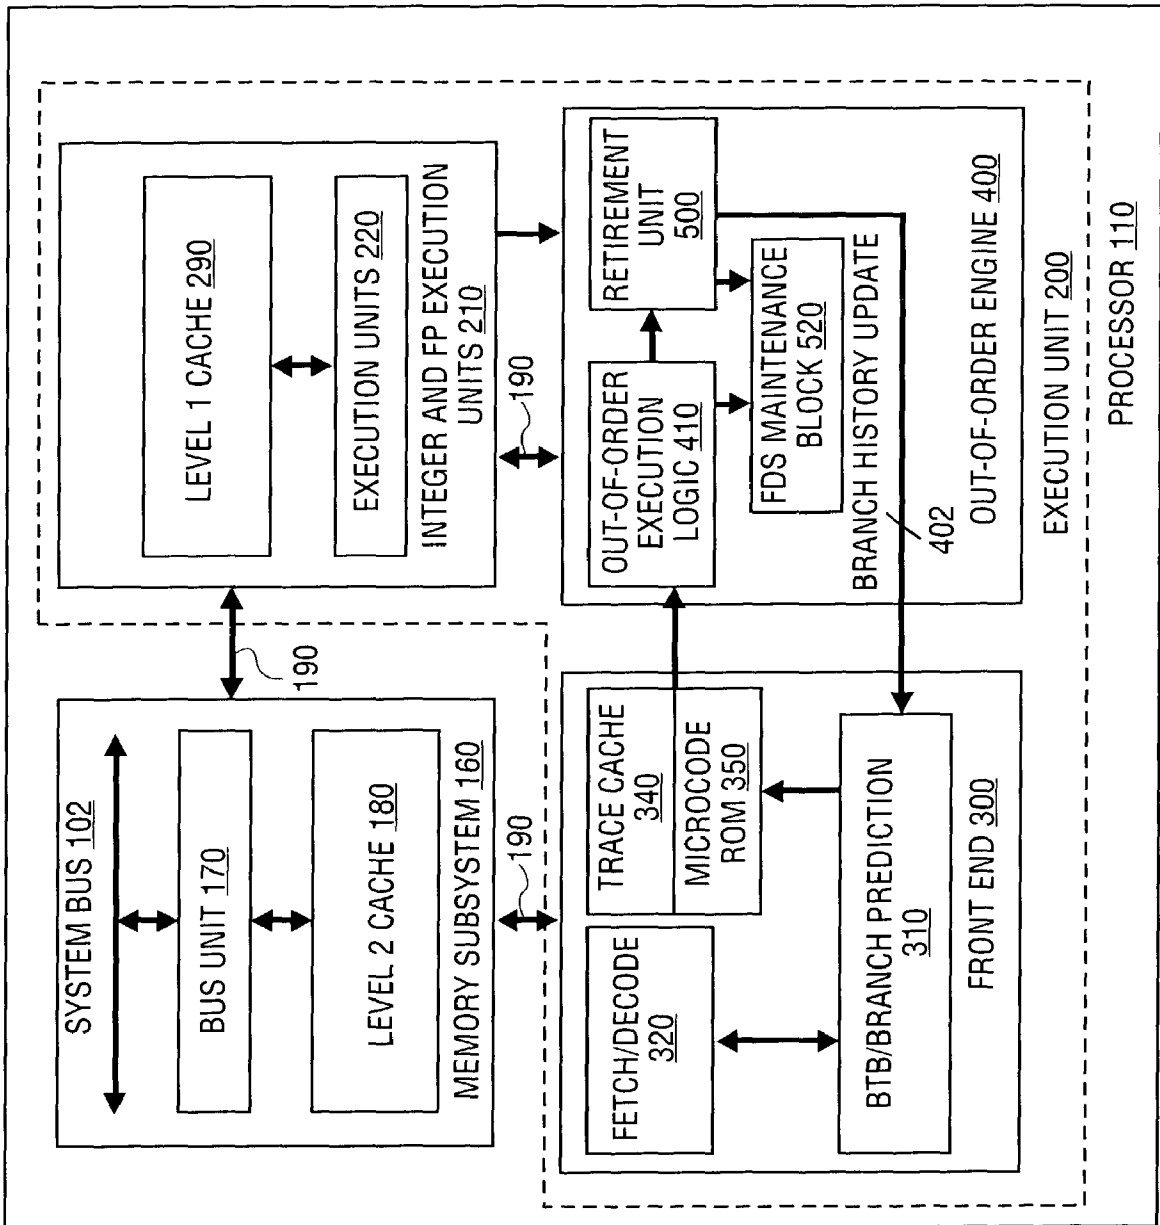 SYSTEM BUS 102
BUS UNIT 170
LEVEL 2 CACHE 180
MEMORY SUBSYSTEM 160
190
LEVEL 1 CACHE 290
EXECUTION UNITS 220
INTEGER AND FP EXECUTION
UNITS 210
190
190
FETCH/DECODE
320
TRACE CACHE
340
MICROCODE
ROM 350
BTB/BRANCH PREDICTION
310
FRONT END 300
OUT-OF-ORDER
EXECUTION
LOGIC 410
RETIREMENT
UNIT
500
FDS MAINTENANCE
BLOCK 520
BRANCH HISTORY UPDATE
402
OUT-OF-ORDER ENGINE 400
EXECUTION UNIT 200
PROCESSOR 110